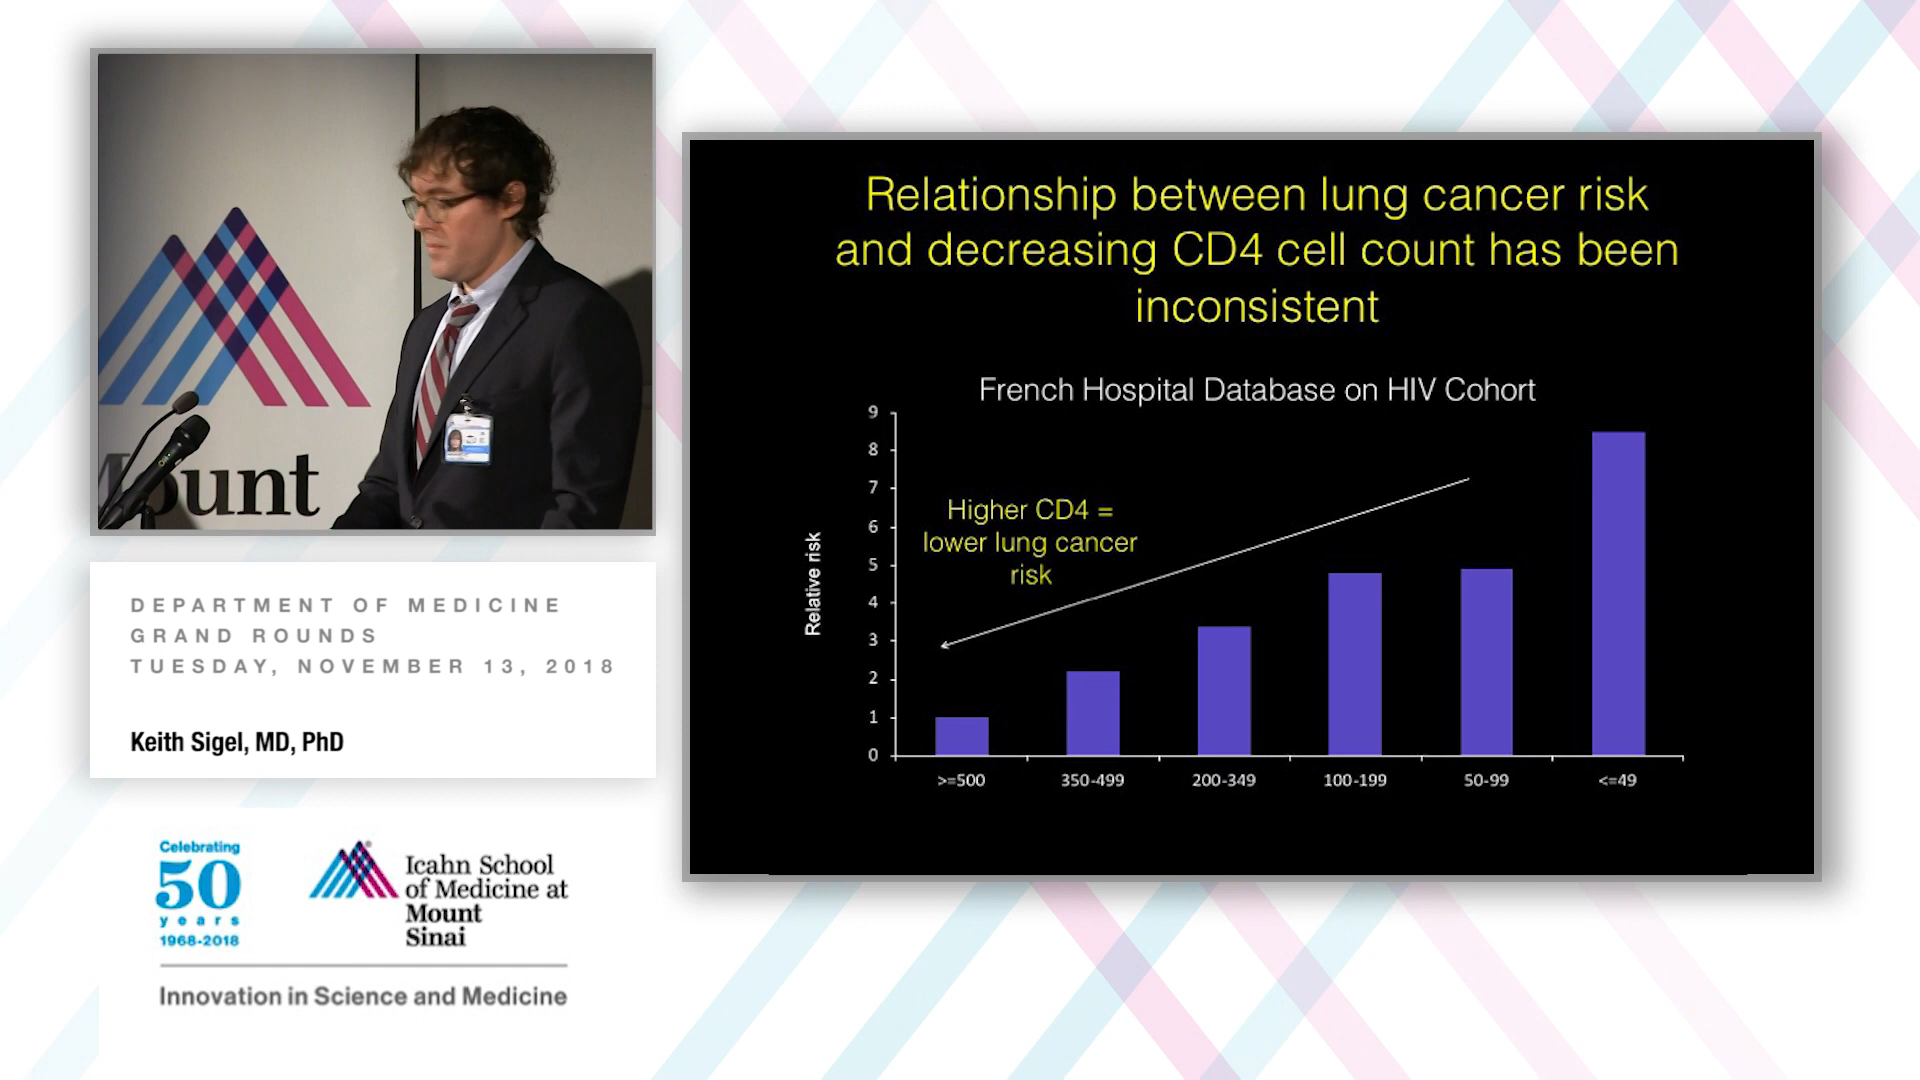 Mount
DEPARTMENT OF MEDICINE
GRAND ROUNDS
TUESDAY, NOVEMBER 13, 2018
Keith Sigel, MD, PhD
Celebrating
50
years
1968-2018
Icahn School
of Medicine at
Mount
Sinai
Innovation in Science and Medicine
Relationship between lung cancer risk
and decreasing CD4 cell count has been
inconsistent
French Hospital Database on HIV Cohort
Higher CD4 =
lower lung cancer
risk
Relative risk
9
8
7
6
5
4
3
2
1
0
>=500
350-499
200-349
100-199
50-99
<=49